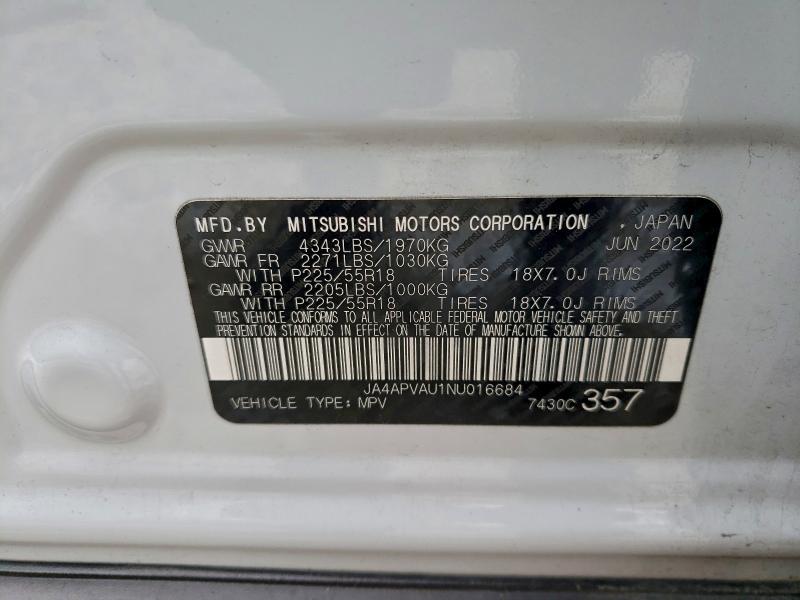 MFD.BY MITSUBISHI MOTORS CORPORATION , JAPAN
GVWR 4343LBS/1970KG JUN 2022
GAWR FR 2271LBS/1030KG
WITH P225/55R18 TIRES 18X7.0J RIMS
GAWR RR 2205LBS/1000KG
WITH P225/55R18 TIRES 18X7.0J RIMS
THIS VEHICLE CONFORMS TO ALL APPLICABLE FEDERAL MOTOR VEHICLE SAFETY AND THEFT
PREVENTION STANDARDS IN EFFECT ON THE DATE OF MANUFACTURE SHOWN ABOVE.
JA4APVAU1NU016684
VEHICLE TYPE: MPV 7430C 357